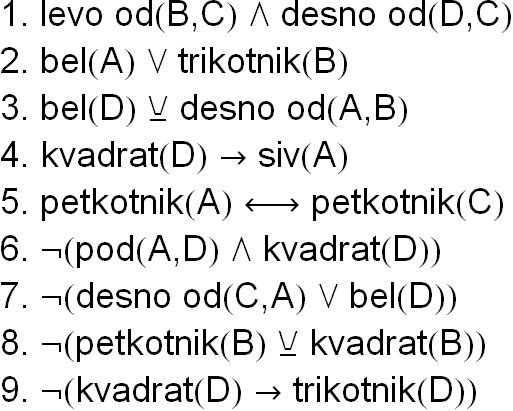 1. levo od(B,C) ∧ desno od(D,C)
2. bel(A) ∨ trikotnik(B)
3. bel(D) ⊻ desno od(A,B)
4. kvadrat(D) → siv(A)
5. petkotnik(A) ⟷ petkotnik(C)
6. ¬(pod(A,D) ∧ kvadrat(D))
7. ¬(desno od(C,A) ∨ bel(D))
8. ¬(petkotnik(B) ⊻ kvadrat(B))
9. ¬(kvadrat(D) → trikotnik(D))